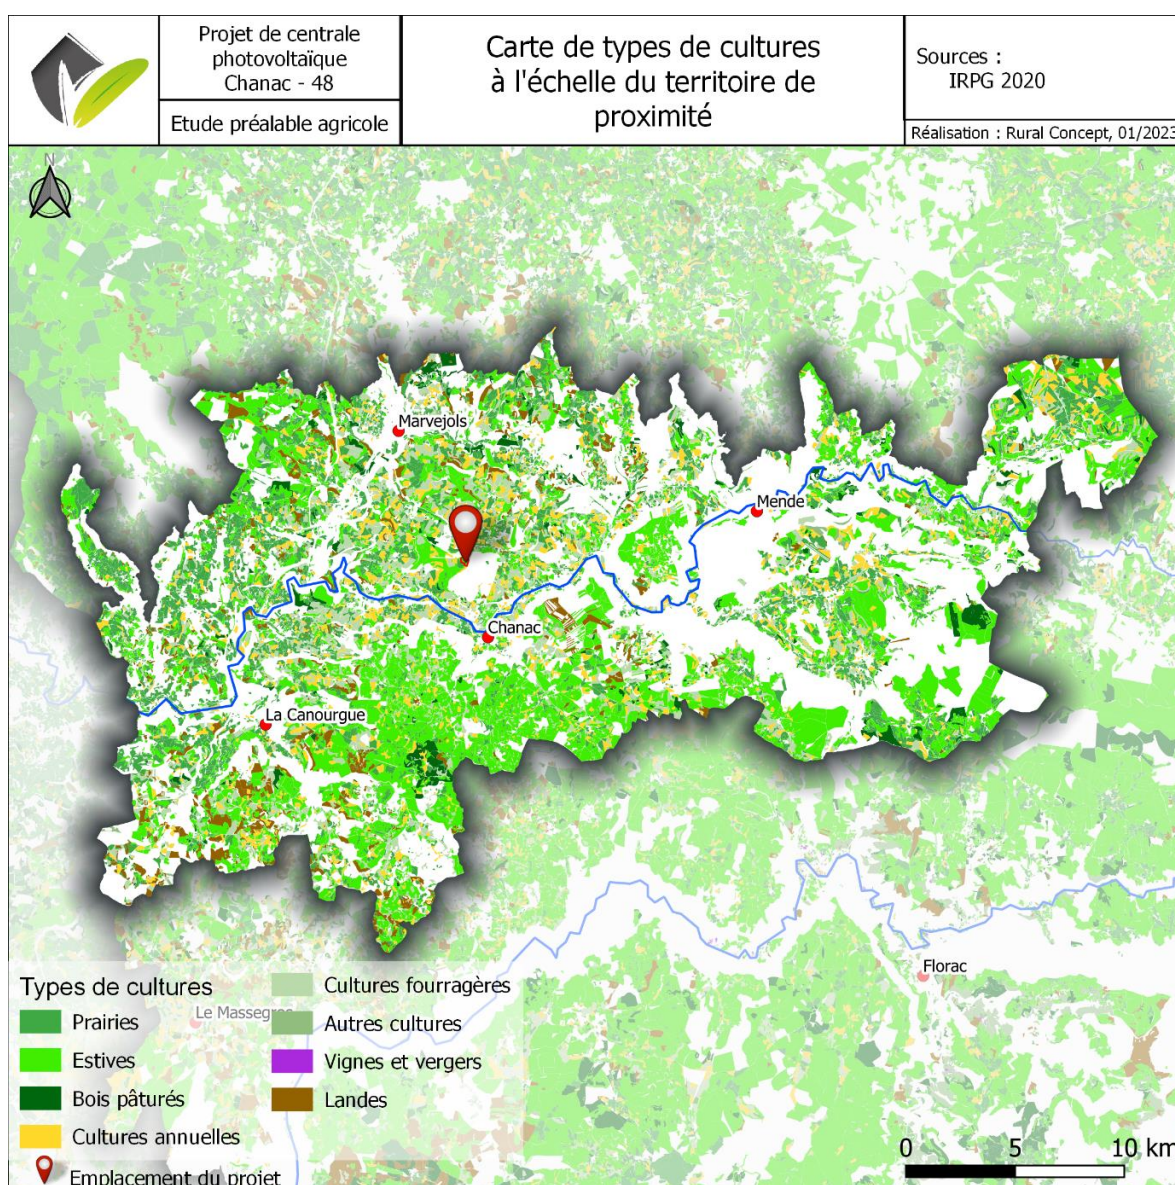 Projet de centrale
photovoltaïque
Chanac - 48
Etude préalable agricole
Carte de types de cultures
à l'échelle du territoire de
proximité
Sources :
IRPG 2020
Réalisation : Rural Concept, 01/2023
N
Marvejols
Mende
Chanac
La Canourgue
Florac
Le Massegros
Types de cultures
Prairies
Estives
Bois pâturés
Cultures annuelles
Emplacement du projet
Cultures fourragères
Autres cultures
Vignes et vergers
Landes
0 5 10 km